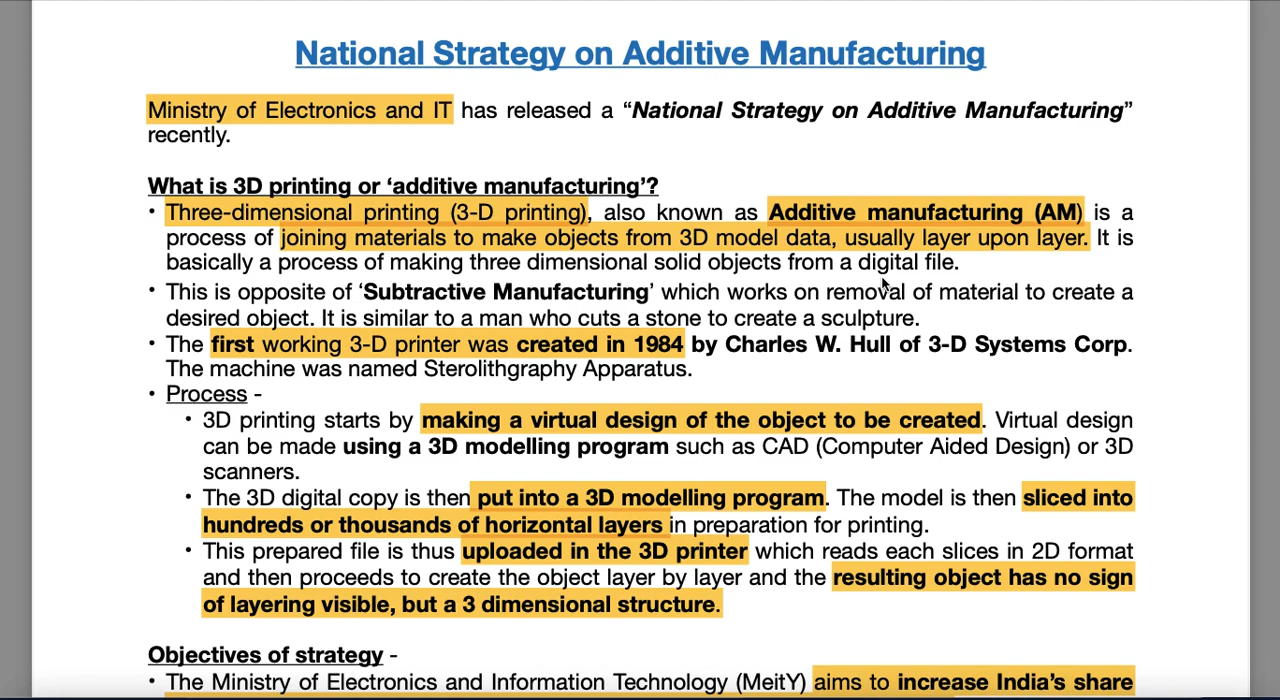 National Strategy on Additive Manufacturing
Ministry of Electronics and IT has released a “National Strategy on Additive Manufacturing”
recently.
What is 3D printing or ‘additive manufacturing’?
• Three-dimensional printing (3-D printing), also known as Additive manufacturing (AM) is a
process of joining materials to make objects from 3D model data, usually layer upon layer. It is
basically a process of making three dimensional solid objects from a digital file.
• This is opposite of ‘Subtractive Manufacturing’ which works on removal of material to create a
desired object. It is similar to a man who cuts a stone to create a sculpture.
• The first working 3-D printer was created in 1984 by Charles W. Hull of 3-D Systems Corp.
The machine was named Sterolithgraphy Apparatus.
• Process -
• 3D printing starts by making a virtual design of the object to be created. Virtual design
can be made using a 3D modelling program such as CAD (Computer Aided Design) or 3D
scanners.
• The 3D digital copy is then put into a 3D modelling program. The model is then sliced into
hundreds or thousands of horizontal layers in preparation for printing.
• This prepared file is thus uploaded in the 3D printer which reads each slices in 2D format
and then proceeds to create the object layer by layer and the resulting object has no sign
of layering visible, but a 3 dimensional structure.
Objectives of strategy -
• The Ministry of Electronics and Information Technology (MeitY) aims to increase India’s share